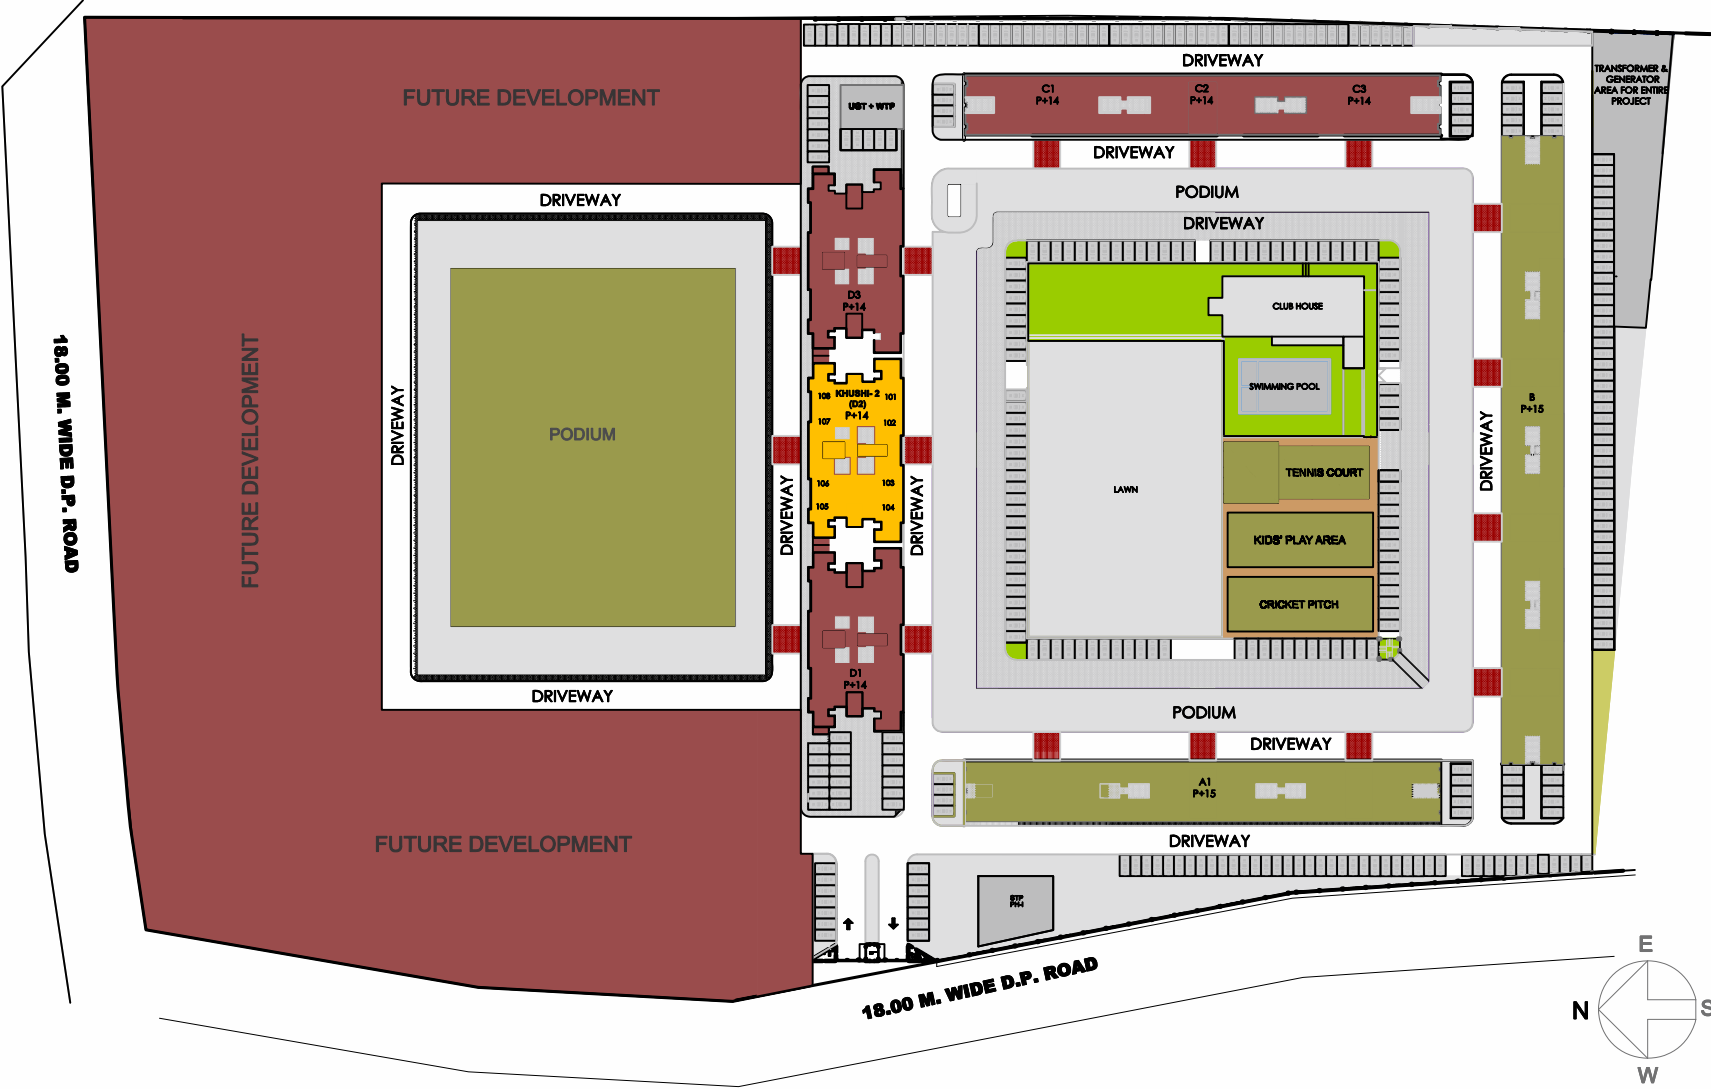 DRIVEWAY
TRANSFORMER &
GENERATOR
AREA FOR ENTIRE
PROJECT
FUTURE DEVELOPMENT
C1
P+14
C2
P+14
C3
P+14
UGT + WTP
DRIVEWAY
PODIUM
DRIVEWAY
DRIVEWAY
D3
P+14
CLUB HOUSE
SWIMMING POOL
KHUSHI- 2
(D2)
P+14
108
101
107
102
106
103
105
104
B
P+15
18.00 M. WIDE D.P. ROAD
FUTURE DEVELOPMENT
DRIVEWAY
PODIUM
DRIVEWAY
DRIVEWAY
LAWN
TENNIS COURT
KIDS' PLAY AREA
CRICKET PITCH
DRIVEWAY
D1
P+14
DRIVEWAY
PODIUM
DRIVEWAY
A1
P+15
FUTURE DEVELOPMENT
DRIVEWAY
STP
PH-I
18.00 M. WIDE D.P. ROAD
E
N
S
W